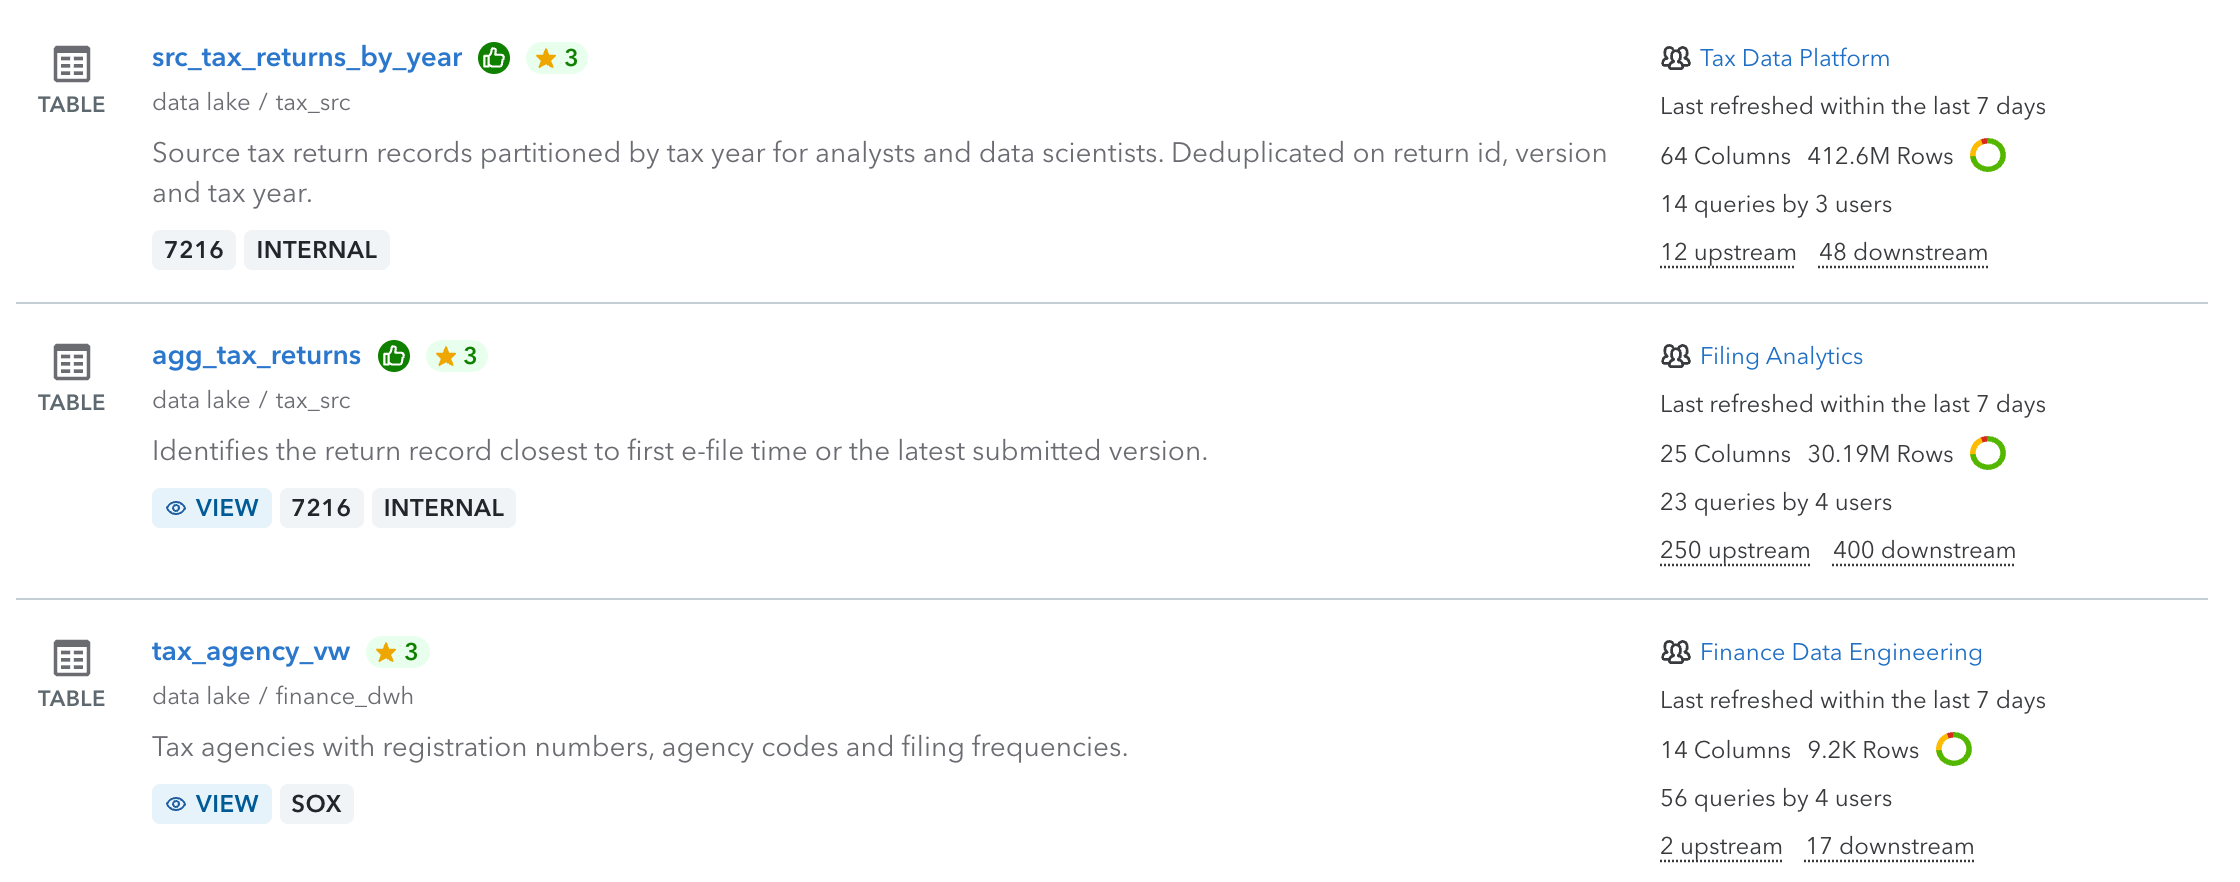 src_tax_returns_by_year 3
TABLE
data lake / tax_src
Source tax return records partitioned by tax year for analysts and data scientists. Deduplicated on return id, version
and tax year.
7216 INTERNAL
Tax Data Platform
Last refreshed within the last 7 days
64 Columns 412.6M Rows
14 queries by 3 users
12 upstream 48 downstream
agg_tax_returns 3
TABLE
data lake / tax_src
Identifies the return record closest to first e-file time or the latest submitted version.
VIEW 7216 INTERNAL
Filing Analytics
Last refreshed within the last 7 days
25 Columns 30.19M Rows
23 queries by 4 users
250 upstream 400 downstream
tax_agency_vw 3
TABLE
data lake / finance_dwh
Tax agencies with registration numbers, agency codes and filing frequencies.
VIEW SOX
Finance Data Engineering
Last refreshed within the last 7 days
14 Columns 9.2K Rows
56 queries by 4 users
2 upstream 17 downstream